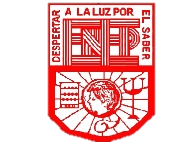 DESPERTAR
A LA LUZ POR
EL SABER
ENP